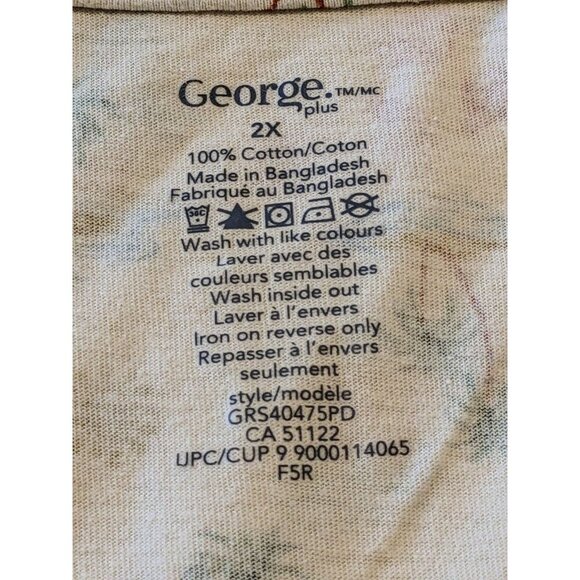 George.TM/MC
plus
2X
100% Cotton/Coton
Made in Bangladesh
Fabriqué au Bangladesh
Wash with like colours
Laver avec des
couleurs semblables
Wash inside out
Laver à l'envers
Iron on reverse only
Repasser à l'envers
seulement
style/modèle
GRS40475PD
CA 51122
UPC/CUP 9 9000114065
F5R